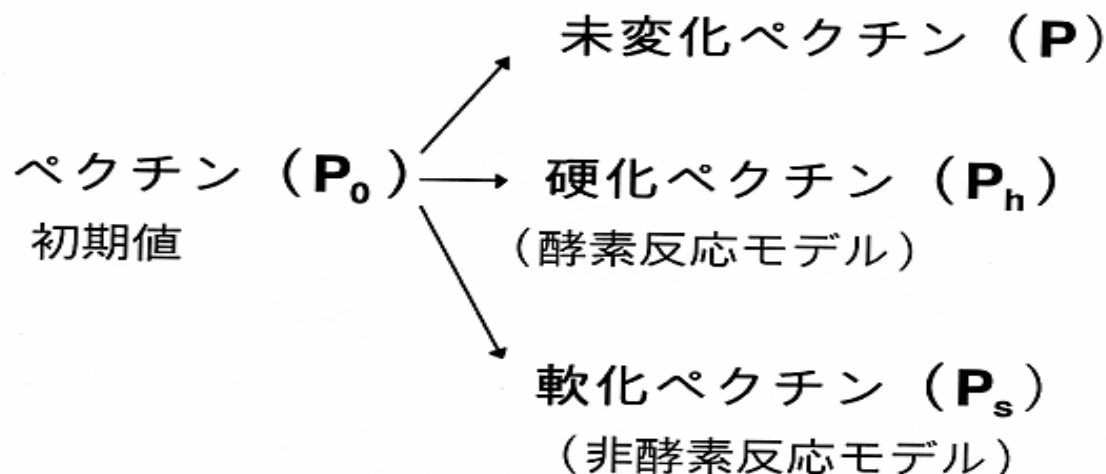 未変化ペクチン（P）
ペクチン（P₀）
初期値
硬化ペクチン（Pₕ）
（酵素反応モデル）
軟化ペクチン（Pₛ）
（非酵素反応モデル）